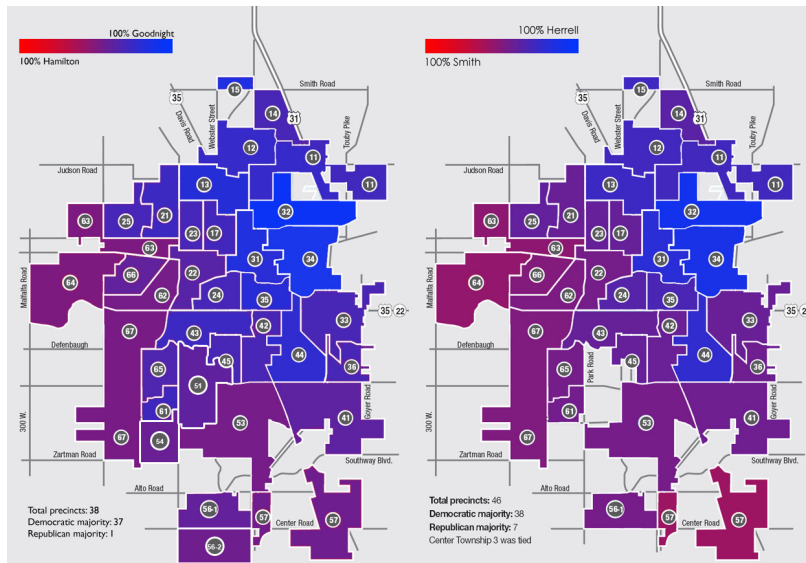 100% Goodnight
100% Hamilton
35
Davis Road
Webster Street
15
Smith Road
14
31
Touby Pike
12
11
Judson Road
13
11
21
63
25
32
23
17
63
31
34
22
66
64
62
24
35
Malfalfa Road
33
35 22
67
43
42
Defenbaugh
44
45
36
65
51
Goyer Road
61
41
300 W.
53
67
54
Zartman Road
Southway Blvd.
Alto Road
56-1
57
57
Center Road
56-2
Total precincts: 38
Democratic majority: 37
Republican majority: 1
100% Herrell
100% Smith
35
Davis Road
Webster Street
15
Smith Road
14
31
Touby Pike
12
11
Judson Road
13
11
21
63
25
32
23
17
63
31
34
22
66
64
62
24
35
Malfalfa Road
33
35 22
67
43
42
Defenbaugh
44
45
36
65
Park Road
Goyer Road
61
41
300 W.
53
67
Zartman Road
Southway Blvd.
Alto Road
56-1
57
57
Center Road
Total precincts: 46
Democratic majority: 38
Republican majority: 7
Center Township 3 was tied